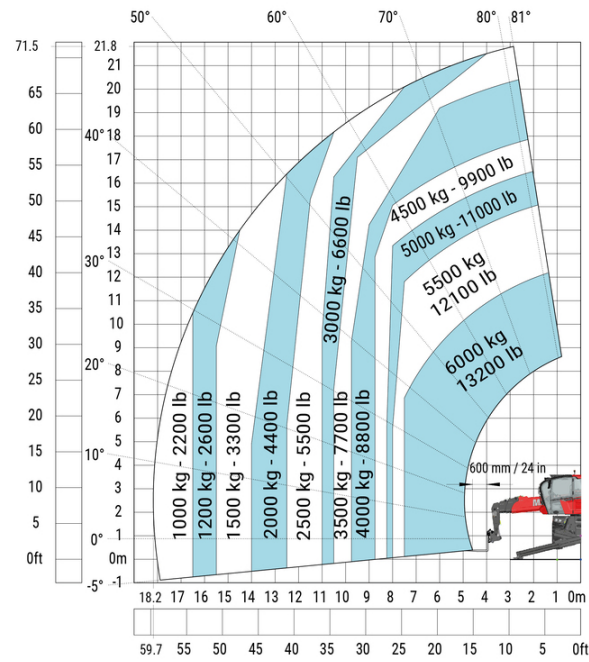 50° 60° 70° 80° 81°
71.5 21.8
21
65 20
19
60 40° 18
55 17
16
50 15
45 14
30° 13
40 12
35 11
10
30 9
25 8
20° 7
20 6
5
15 10° 4
10 3
2
5 0° 1
0ft 0m
-5° -1
4500 kg - 9900 lb
5000 kg -11000 lb
5500 kg
12100 lb
6000 kg
13200 lb
3000 kg - 6600 lb
1000 kg - 2200 lb
1200 kg - 2600 lb
1500 kg - 3300 lb
2000 kg - 4400 lb
2500 kg - 5500 lb
3500 kg - 7700 lb
4000 kg - 8800 lb
600 mm / 24 in
18.2 17 16 15 14 13 12 11 10 9 8 7 6 5 4 3 2 1 0m
59.7 55 50 45 40 35 30 25 20 15 10 5 0ft